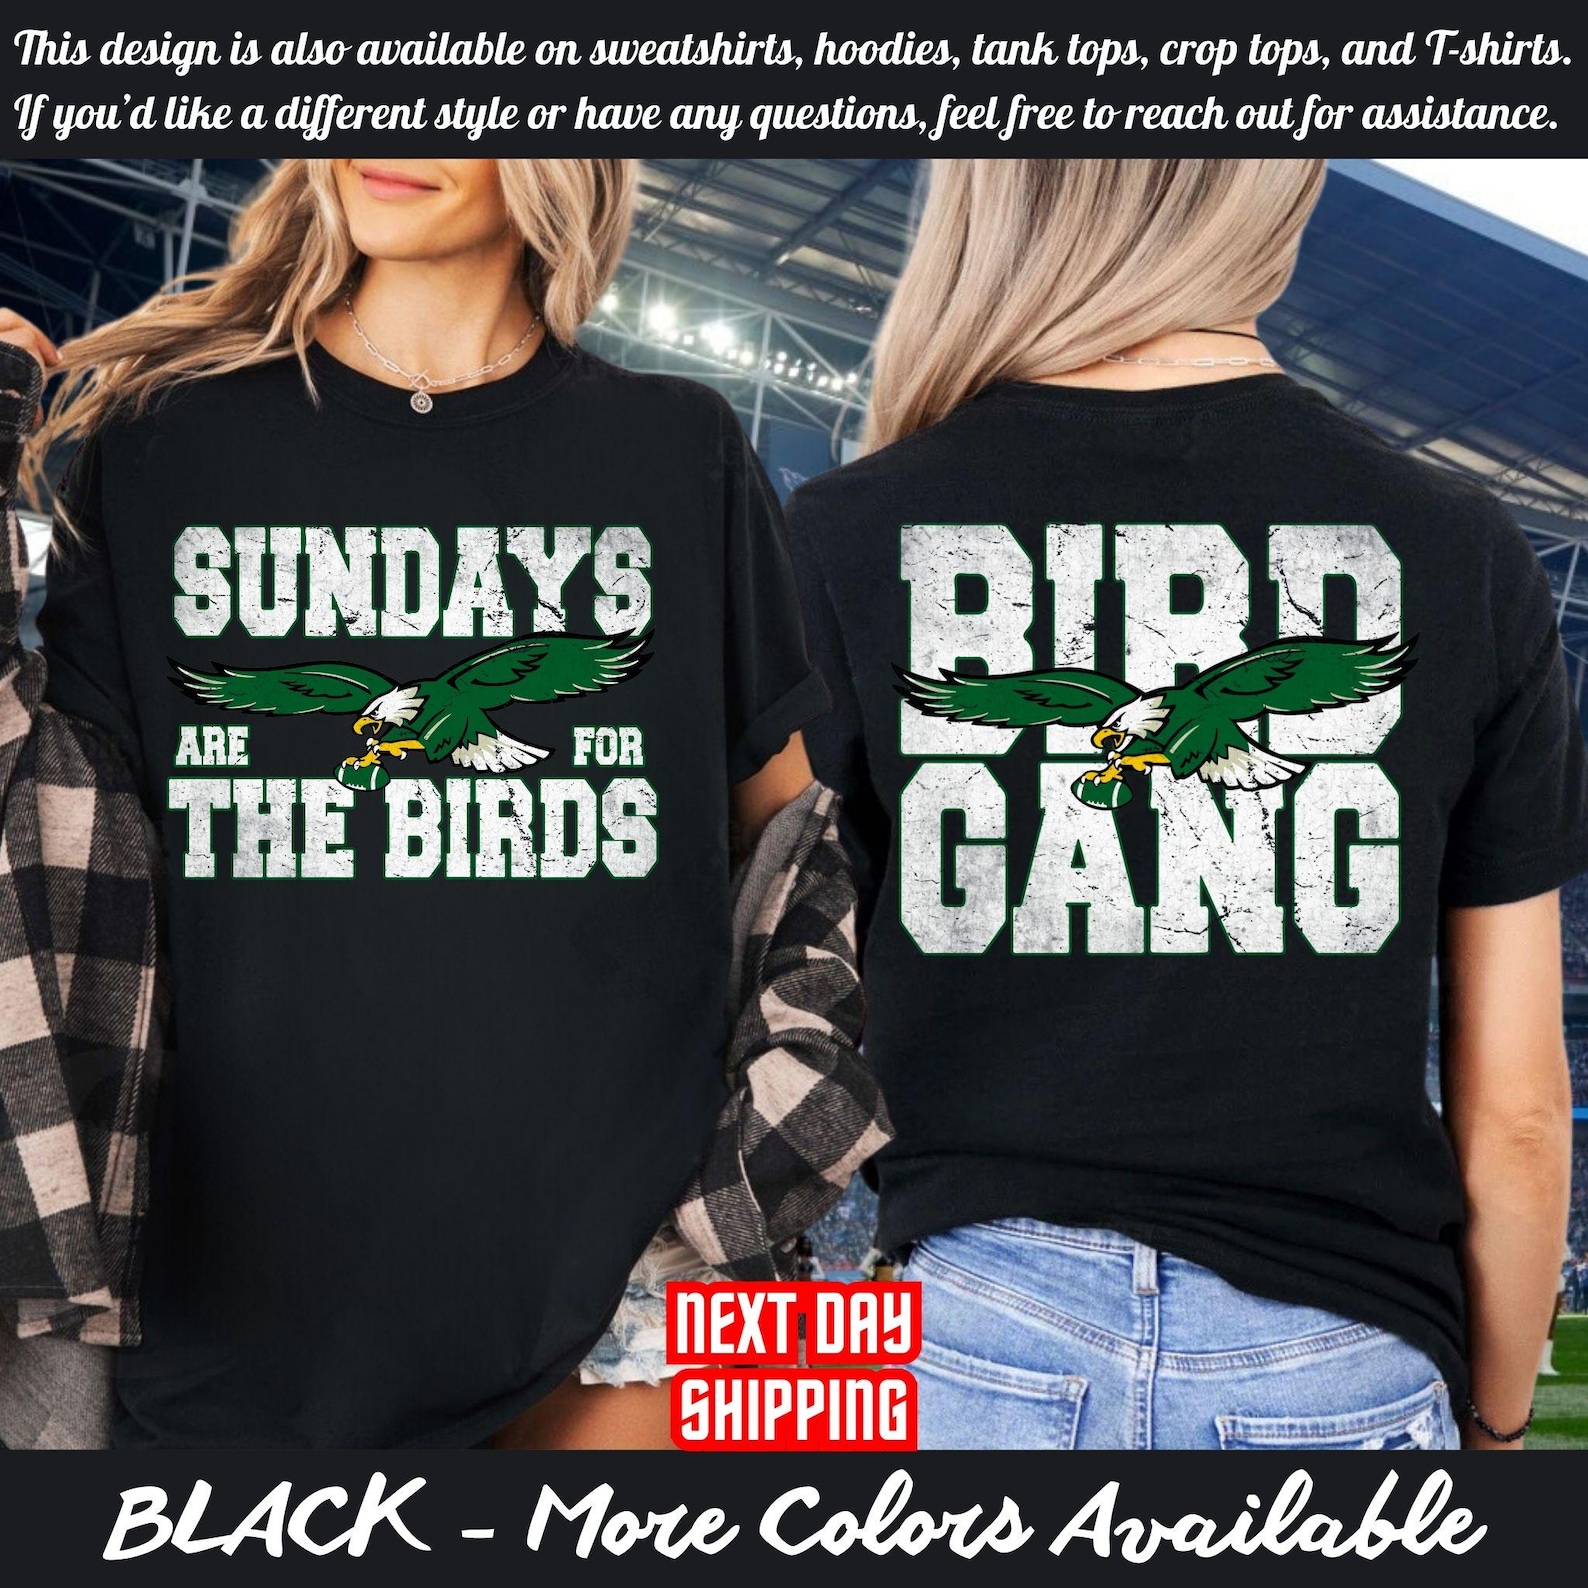 This design is also available on sweatshirts, hoodies, tank tops, crop tops, and T-shirts.
If you'd like a different style or have any questions, feel free to reach out for assistance.
SUNDAYS
ARE FOR
THE BIRDS
BIRD
GANG
NEXT DAY
SHIPPING
BLACK - More Colors Available